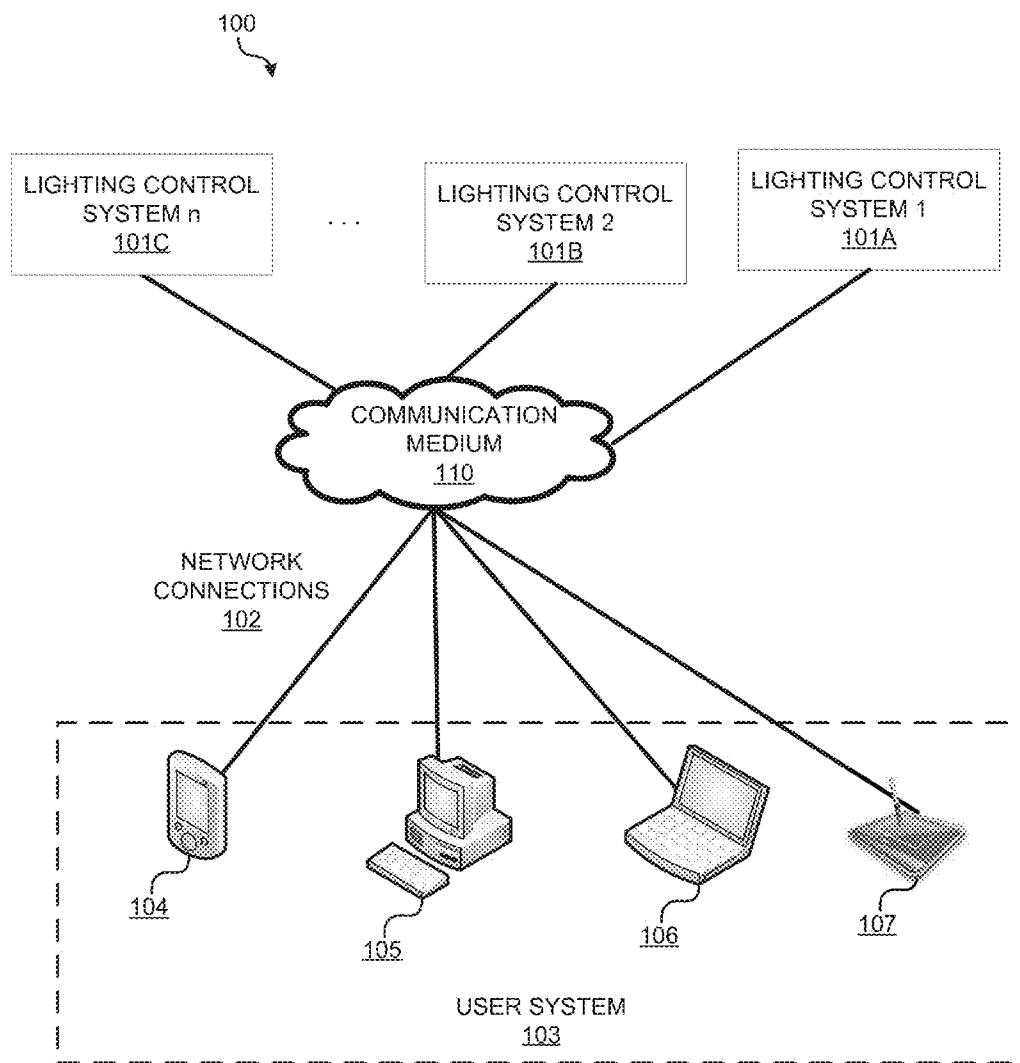 100
LIGHTING CONTROL
SYSTEM n
101C
. . .
LIGHTING CONTROL
SYSTEM 2
101B
LIGHTING CONTROL
SYSTEM 1
101A
COMMUNICATION
MEDIUM
110
NETWORK
CONNECTIONS
102
104
105
106
107
USER SYSTEM
103